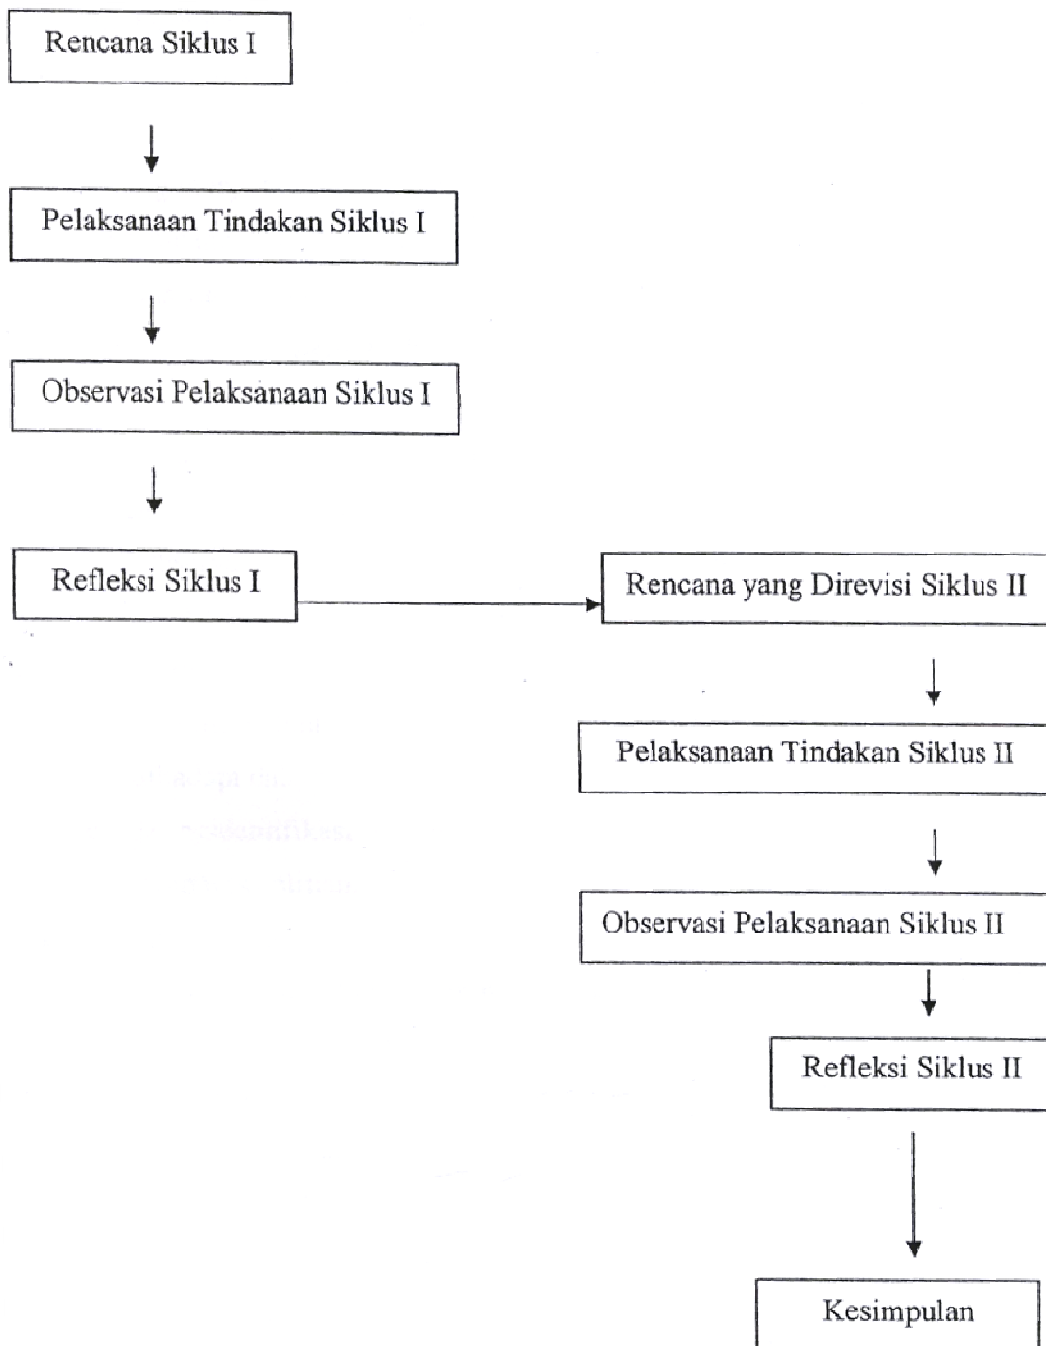 Rencana Siklus I
Pelaksanaan Tindakan Siklus I
Observasi Pelaksanaan Siklus I
Refleksi Siklus I
Rencana yang Direvisi Siklus II
Pelaksanaan Tindakan Siklus II
Observasi Pelaksanaan Siklus II
Refleksi Siklus II
Kesimpulan